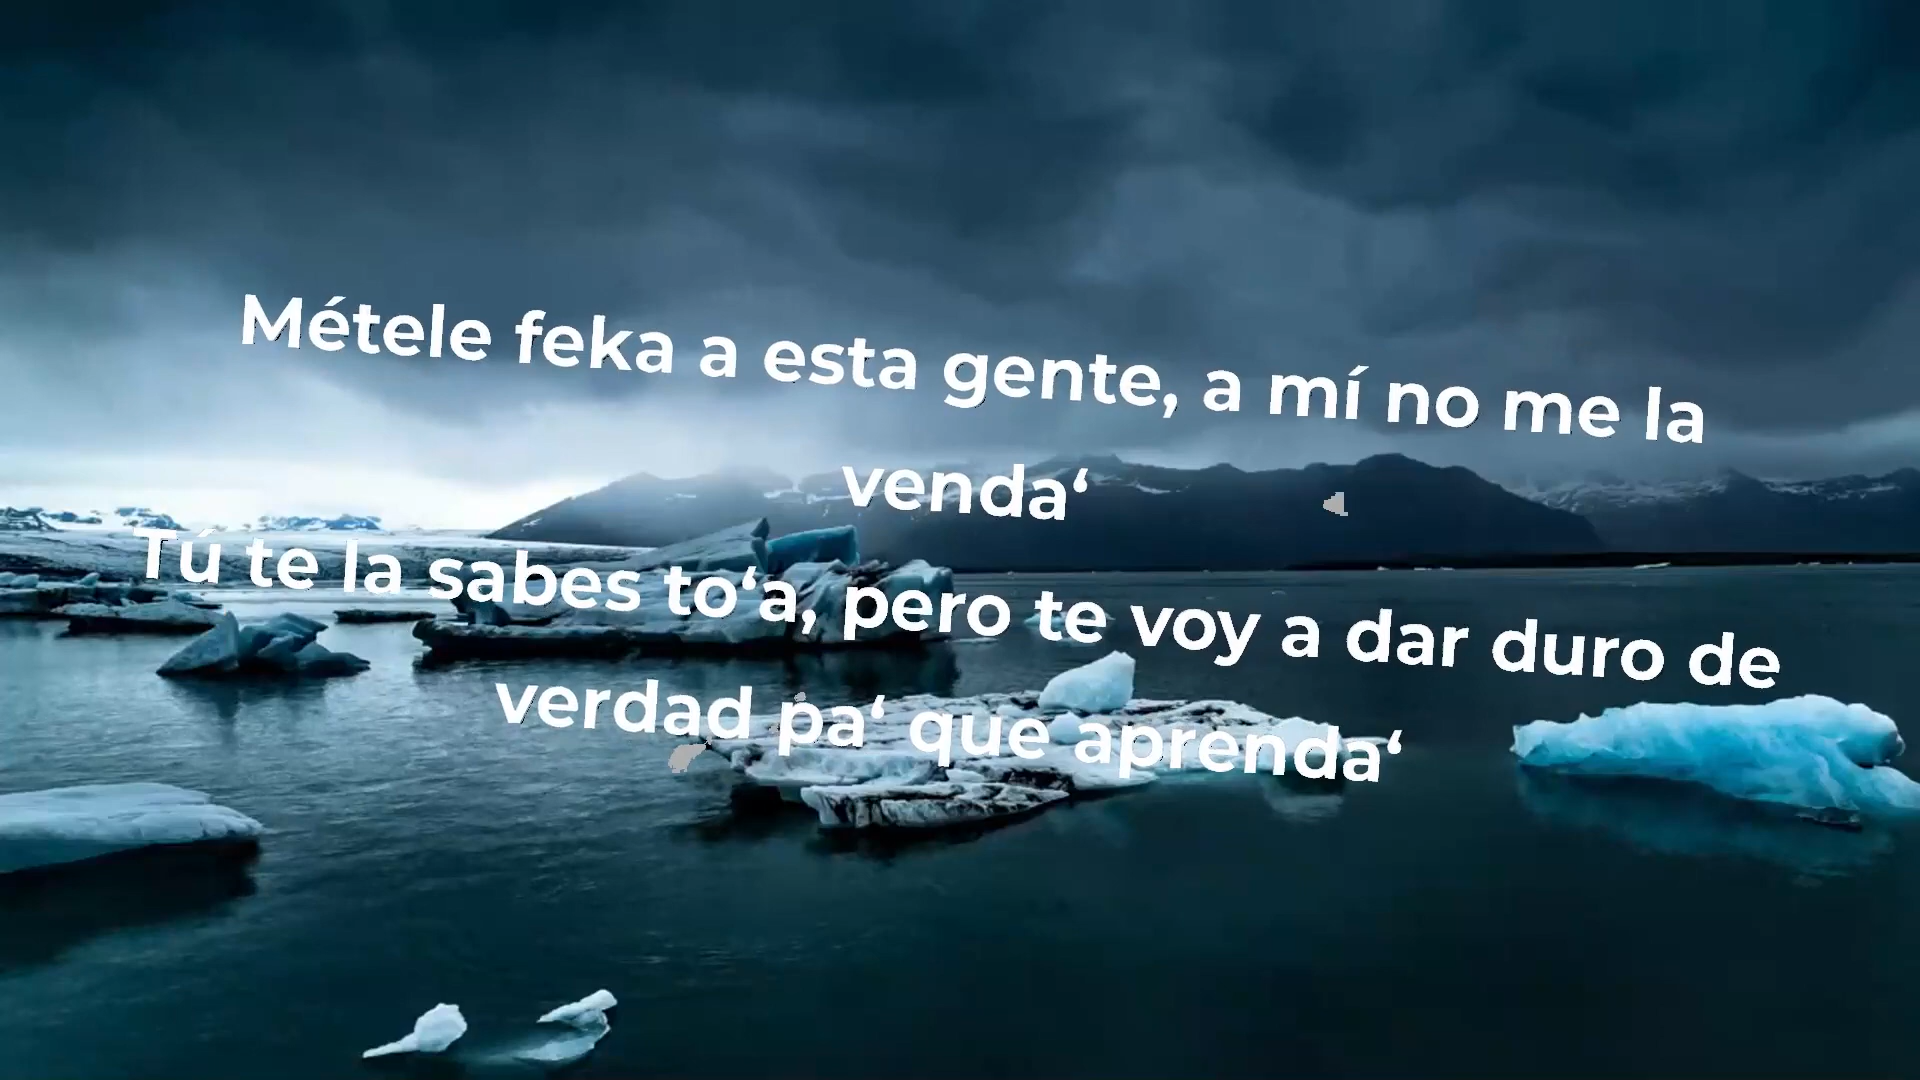 Métele feka a esta gente, a mí no me la
venda‘
Tú te la sabes to‘a, pero te voy a dar duro de
verdad pa‘ que aprenda‘